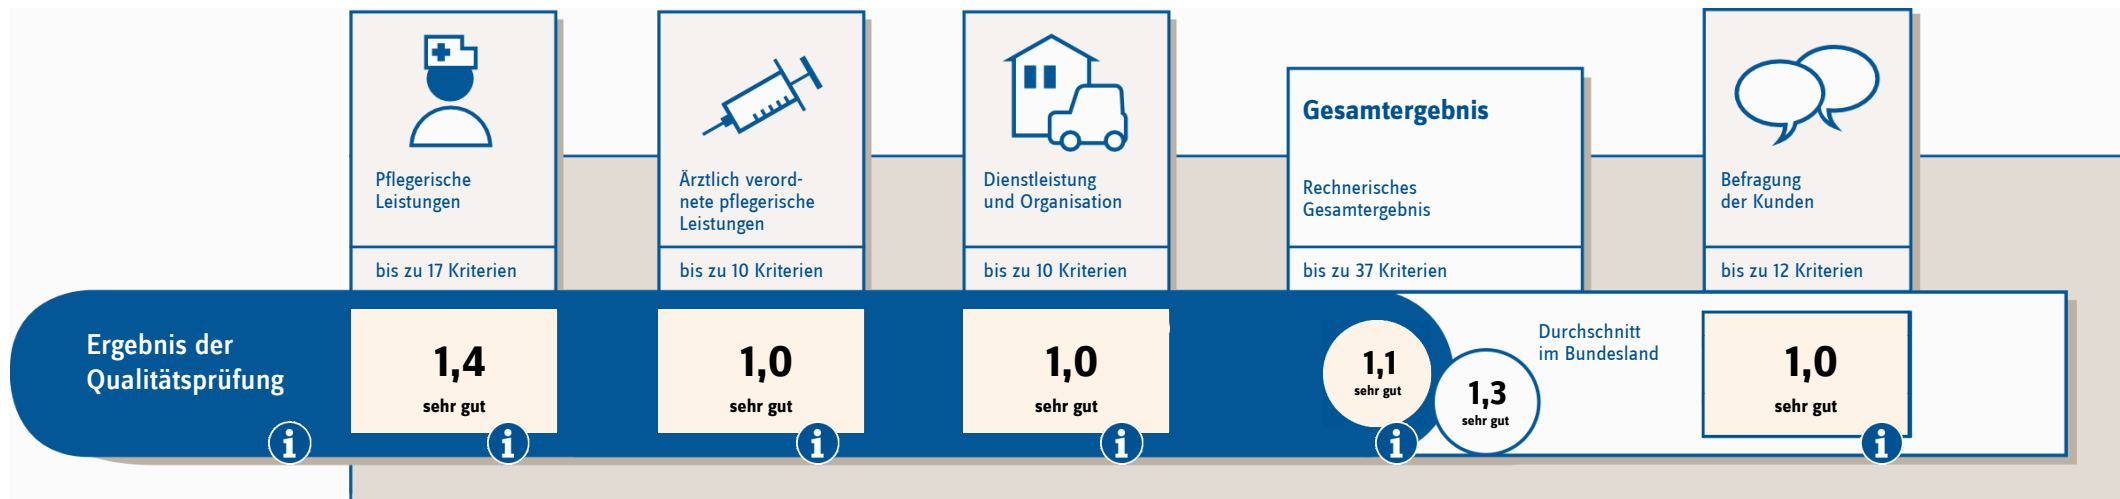 Pflegerische
Leistungen
bis zu 17 Kriterien
Ärztlich verord-
nete pflegerische
Leistungen
bis zu 10 Kriterien
Dienstleistung
und Organisation
bis zu 10 Kriterien
Gesamtergebnis
Rechnerisches
Gesamtergebnis
bis zu 37 Kriterien
Befragung
der Kunden
bis zu 12 Kriterien
Ergebnis der
Qualitätsprüfung
i
1,4
sehr gut
i
1,0
sehr gut
i
1,0
sehr gut
i
1,1
sehr gut
i
1,3
sehr gut
Durchschnitt
im Bundesland
1,0
sehr gut
i